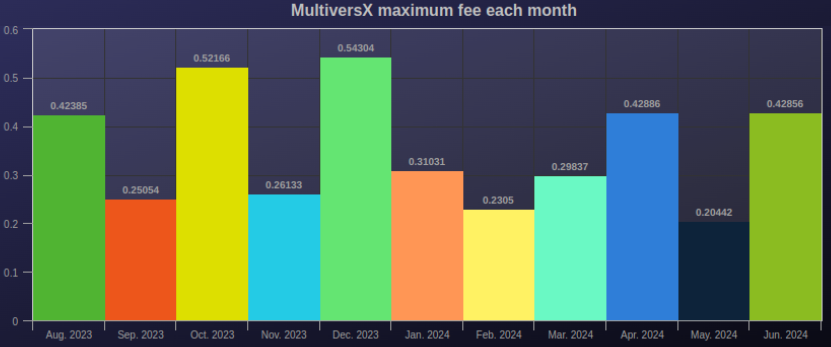 MultiversX maximum fee each month
0.6
0.5
0.4
0.3
0.2
0.1
0
0.42385
0.25054
0.52166
0.26133
0.54304
0.31031
0.2305
0.29837
0.42886
0.20442
0.42856
Aug. 2023
Sep. 2023
Oct. 2023
Nov. 2023
Dec. 2023
Jan. 2024
Feb. 2024
Mar. 2024
Apr. 2024
May. 2024
Jun. 2024